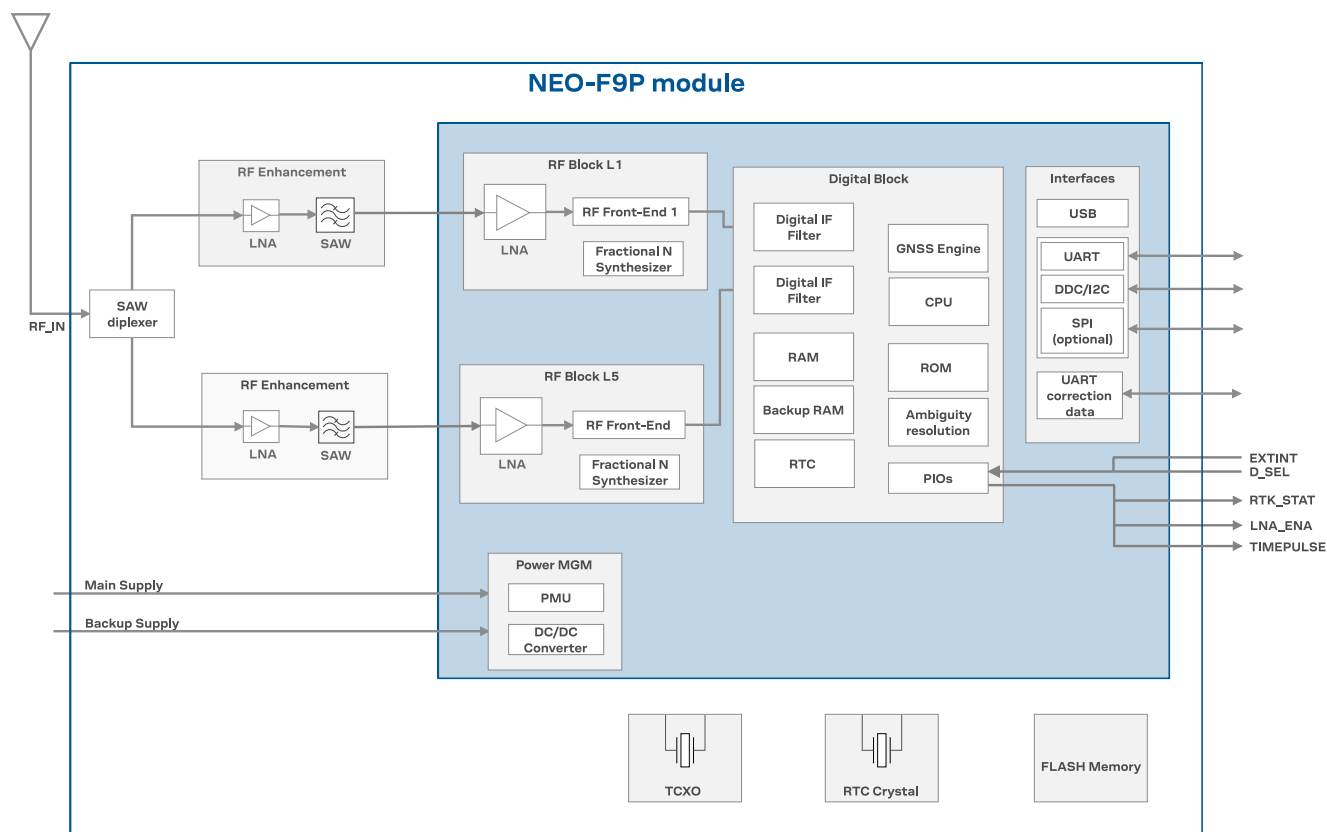 NEO-F9P module
RF_IN
SAW
diplexer
RF Enhancement
LNA
SAW
RF Enhancement
LNA
SAW
RF Block L1
LNA
RF Front-End 1
Fractional N
Synthesizer
RF Block L5
LNA
RF Front-End
Fractional N
Synthesizer
Digital Block
Digital IF
Filter
Digital IF
Filter
RAM
Backup RAM
RTC
GNSS Engine
CPU
ROM
Ambiguity
resolution
PIOs
Interfaces
USB
UART
DDC/I2C
SPI
(optional)
UART
correction
data
EXTINT
D_SEL
RTK_STAT
LNA_ENA
TIMEPULSE
Main Supply
Backup Supply
Power MGM
PMU
DC/DC
Converter
TCXO
RTC Crystal
FLASH Memory